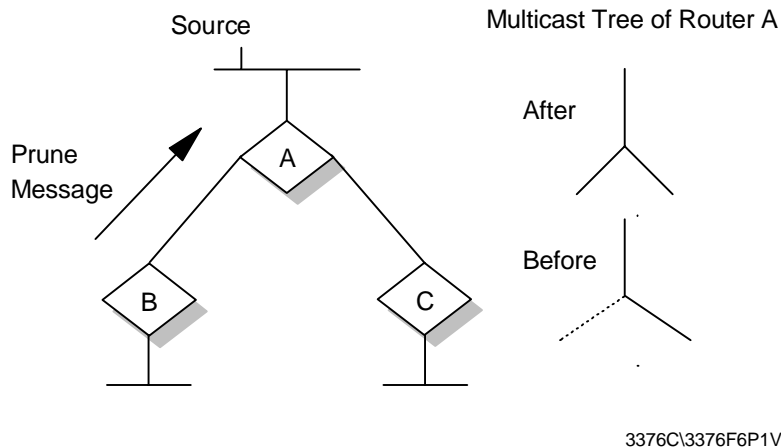 Source
Multicast Tree of Router A
After
Prune
Message
A
Before
B
C
3376C\3376F6P1V